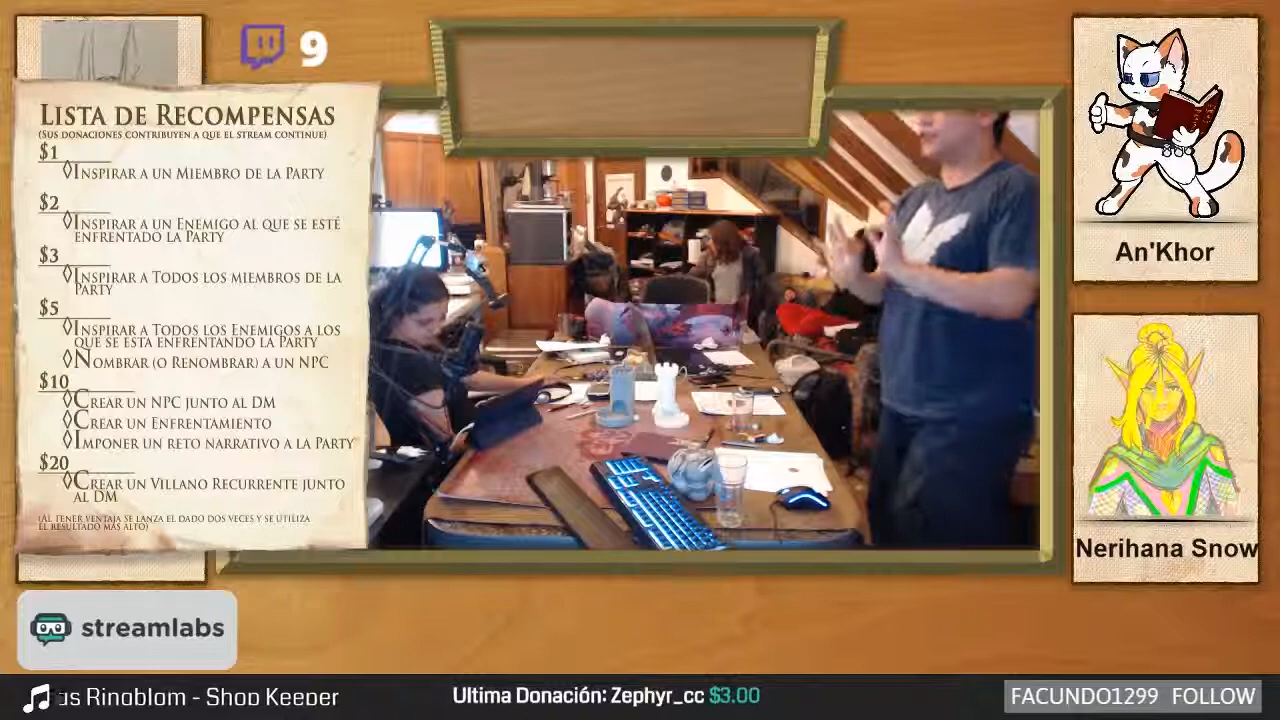 9
LISTA DE RECOMPENSAS
(SUS DONACIONES CONTRIBUYEN A QUE EL STREAM CONTINUE)
$1
◊INSPIRAR A UN MIEMBRO DE LA PARTY
$2
◊INSPIRAR A UN ENEMIGO AL QUE SE ESTÉ
ENFRENTADO LA PARTY
$3
◊INSPIRAR A TODOS LOS MIEMBROS DE LA
PARTY
$5
◊INSPIRAR A TODOS LOS ENEMIGOS A LOS
QUE SE ESTA ENFRENTANDO LA PARTY
◊NOMBRAR (O RENOMBRAR) A UN NPC
$10
◊CREAR UN NPC JUNTO AL DM
◊CREAR UN ENFRENTAMIENTO
◊IMPONER UN RETO NARRATIVO A LA PARTY
$20
◊CREAR UN VILLANO RECURRENTE JUNTO
AL DM
(AL TENER VENTAJA SE LANZA EL DADO DOS VECES Y SE UTILIZA
EL RESULTADO MÁS ALTO)
An'Khor
Nerihana Snow
streamlabs
Ringblom - Shop Keeper
Ultima Donación: Zephyr_cc $3.00
FACUNDO1299 FOLLOW